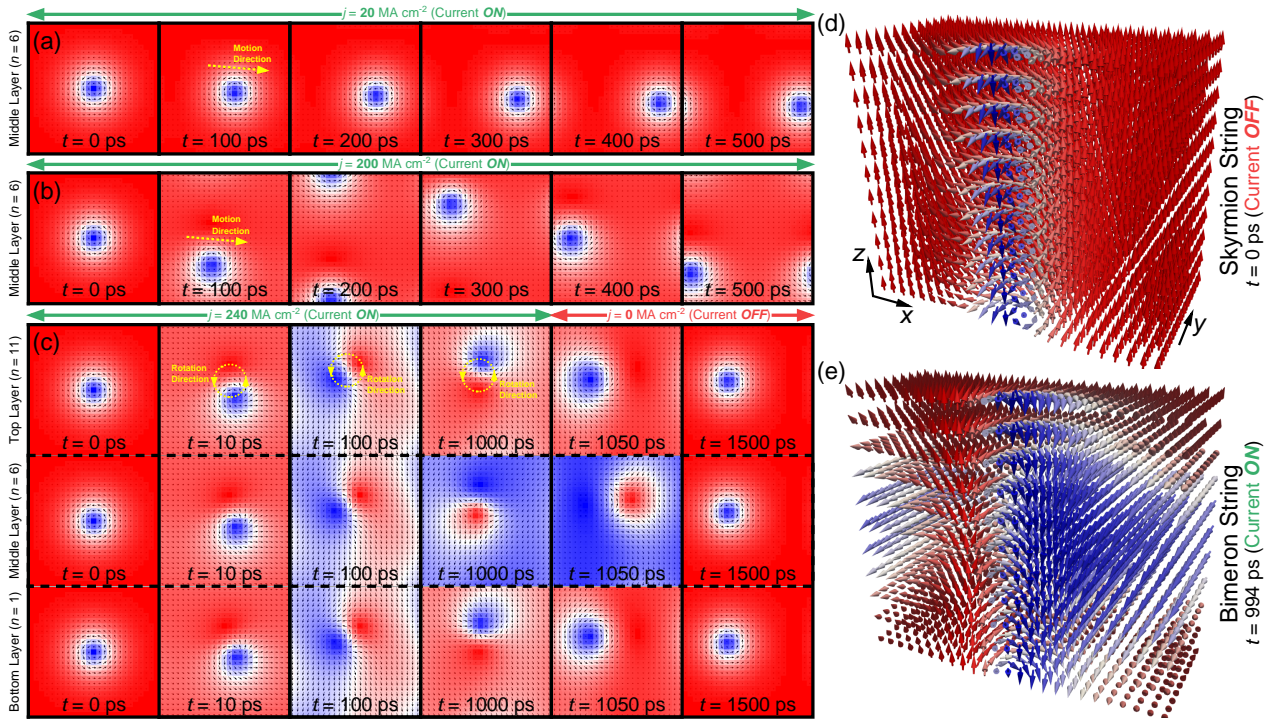 j = 20 MA cm⁻² (Current ON)
Middle Layer (n = 6)
(a)
Motion
Direction
t = 0 ps
t = 100 ps
t = 200 ps
t = 300 ps
t = 400 ps
t = 500 ps
j = 200 MA cm⁻² (Current ON)
Middle Layer (n = 6)
(b)
Motion
Direction
t = 0 ps
t = 100 ps
t = 200 ps
t = 300 ps
t = 400 ps
t = 500 ps
j = 240 MA cm⁻² (Current ON)
j = 0 MA cm⁻² (Current OFF)
Top Layer (n = 11)
(c)
Rotation
Direction
Rotation
Direction
Rotation
Direction
t = 0 ps
t = 10 ps
t = 100 ps
t = 1000 ps
t = 1050 ps
t = 1500 ps
Middle Layer (n = 6)
t = 0 ps
t = 10 ps
t = 100 ps
t = 1000 ps
t = 1050 ps
t = 1500 ps
Bottom Layer (n = 1)
t = 0 ps
t = 10 ps
t = 100 ps
t = 1000 ps
t = 1050 ps
t = 1500 ps
(d)
z
x
y
Skyrmion String
t = 0 ps (Current OFF)
(e)
Bimeron String
t = 994 ps (Current ON)